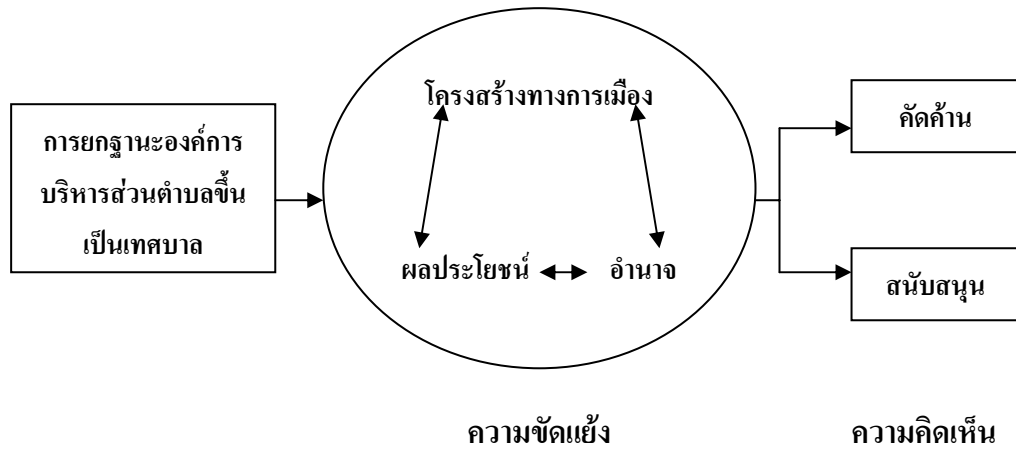 การยกฐานะองค์การ
บริหารส่วนตำบลขึ้น
เป็นเทศบาล
โครงสร้างทางการเมือง
ผลประโยชน์
อำนาจ
คัดค้าน
สนับสนุน
ความขัดแย้ง
ความคิดเห็น